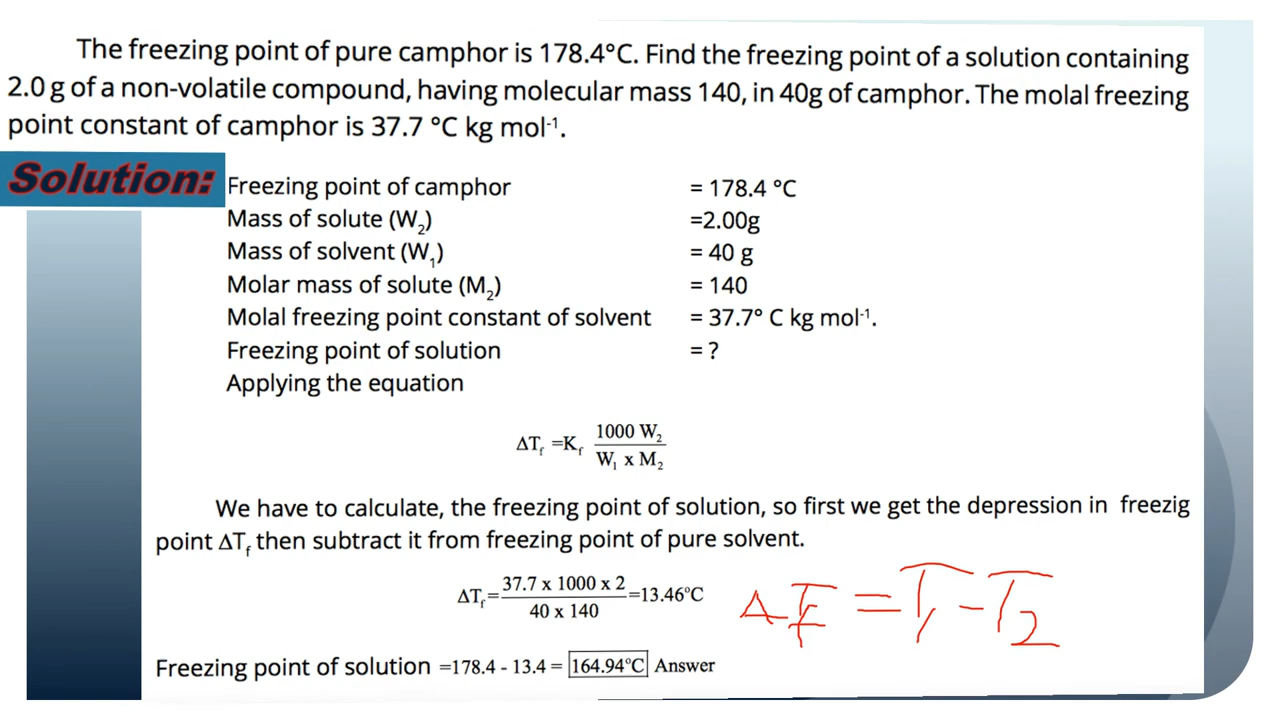 The freezing point of pure camphor is 178.4°C. Find the freezing point of a solution containing
2.0 g of a non-volatile compound, having molecular mass 140, in 40g of camphor. The molal freezing
point constant of camphor is 37.7 °C kg mol⁻¹.
Solution:
Freezing point of camphor = 178.4 °C
Mass of solute (W₂) =2.00g
Mass of solvent (W₁) = 40 g
Molar mass of solute (M₂) = 140
Molal freezing point constant of solvent = 37.7° C kg mol⁻¹.
Freezing point of solution = ?
Applying the equation
ΔT_f =K_f 1000 W₂ / W₁ x M₂
We have to calculate, the freezing point of solution, so first we get the depression in freezig
point ΔT_f then subtract it from freezing point of pure solvent.
ΔT_f= 37.7 x 1000 x 2 / 40 x 140 =13.46°C
ΔT_f = T₁ - T₂
Freezing point of solution =178.4 - 13.4 = 164.94°C Answer